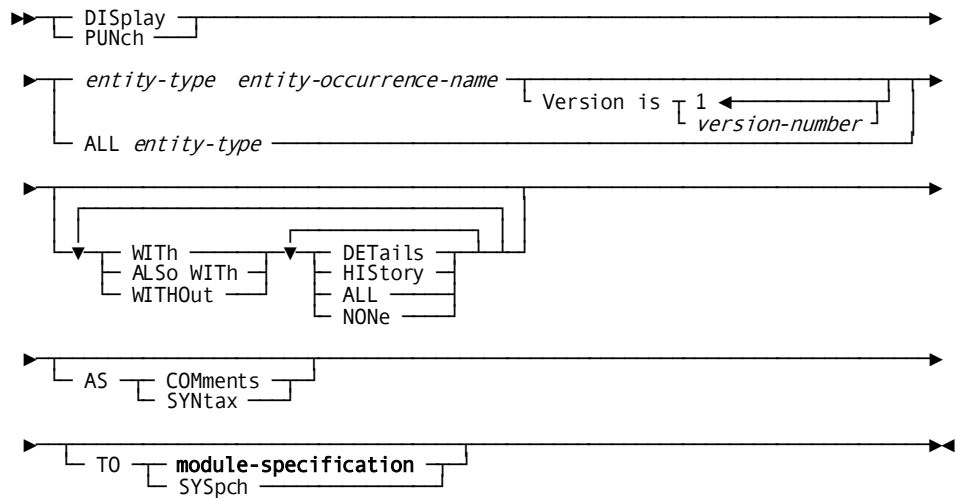 DISplay
PUNch
entity-type entity-occurrence-name
Version is 1
version-number
ALL entity-type
WITh DETails
ALSo WITh HIStory
WITHOut ALL
NONe
AS COMments
SYNtax
TO module-specification
SYSpch